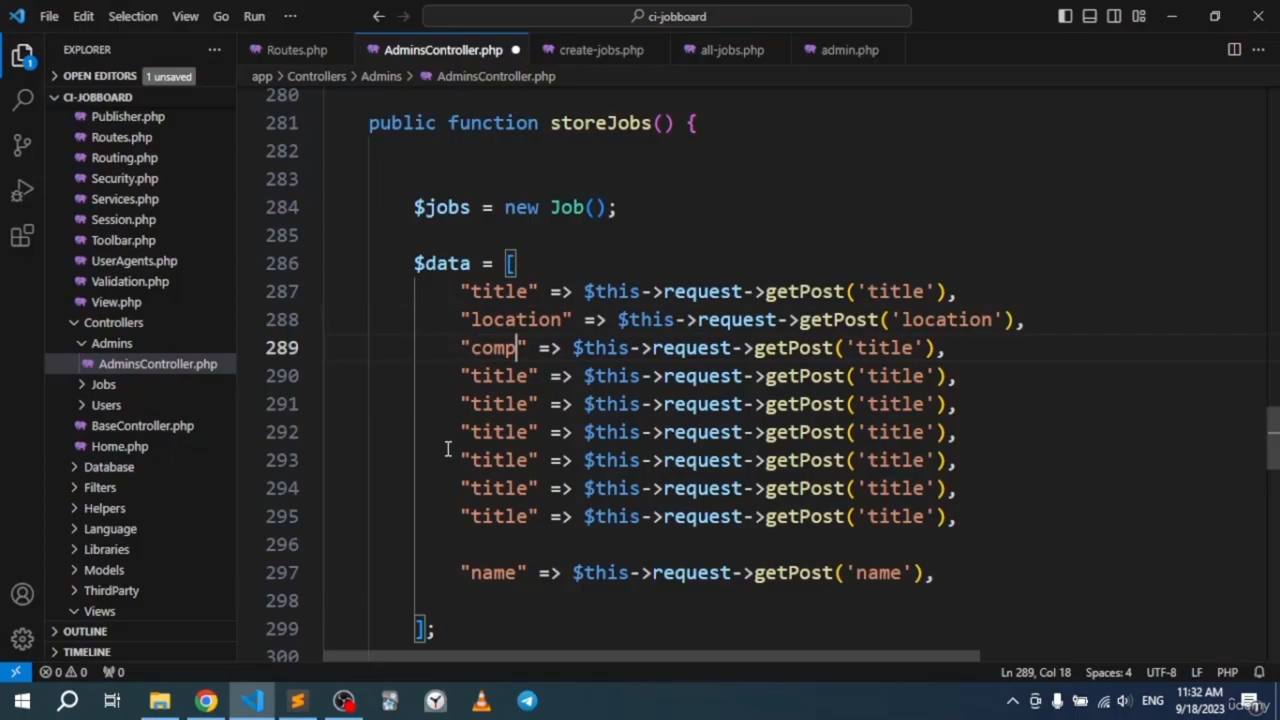 File Edit Selection View Go Run ··· ci-jobboard
EXPLORER ··· Routes.php AdminsController.php create-jobs.php all-jobs.php admin.php
OPEN EDITORS 1 unsaved app > Controllers > Admins > AdminsController.php
CI-JOBBOARD
Publisher.php
Routes.php
Routing.php
Security.php
Services.php
Session.php
Toolbar.php
UserAgents.php
Validation.php
View.php
Controllers
Admins
AdminsController.php
Jobs
Users
BaseController.php
Home.php
Database
Filters
Helpers
Language
Libraries
Models
ThirdParty
Views
OUTLINE
TIMELINE
280
281 public function storeJobs() {
282
283
284 $jobs = new Job();
285
286 $data = [
287 "title" => $this->request->getPost('title'),
288 "location" => $this->request->getPost('location'),
289 "comp" => $this->request->getPost('title'),
290 "title" => $this->request->getPost('title'),
291 "title" => $this->request->getPost('title'),
292 "title" => $this->request->getPost('title'),
293 "title" => $this->request->getPost('title'),
294 "title" => $this->request->getPost('title'),
295 "title" => $this->request->getPost('title'),
296
297 "name" => $this->request->getPost('name'),
298
299 ];
300
0 0 0 Ln 289, Col 18 Spaces: 4 UTF-8 LF PHP
1
ENG 11:32 AM
9/18/2023
udemy